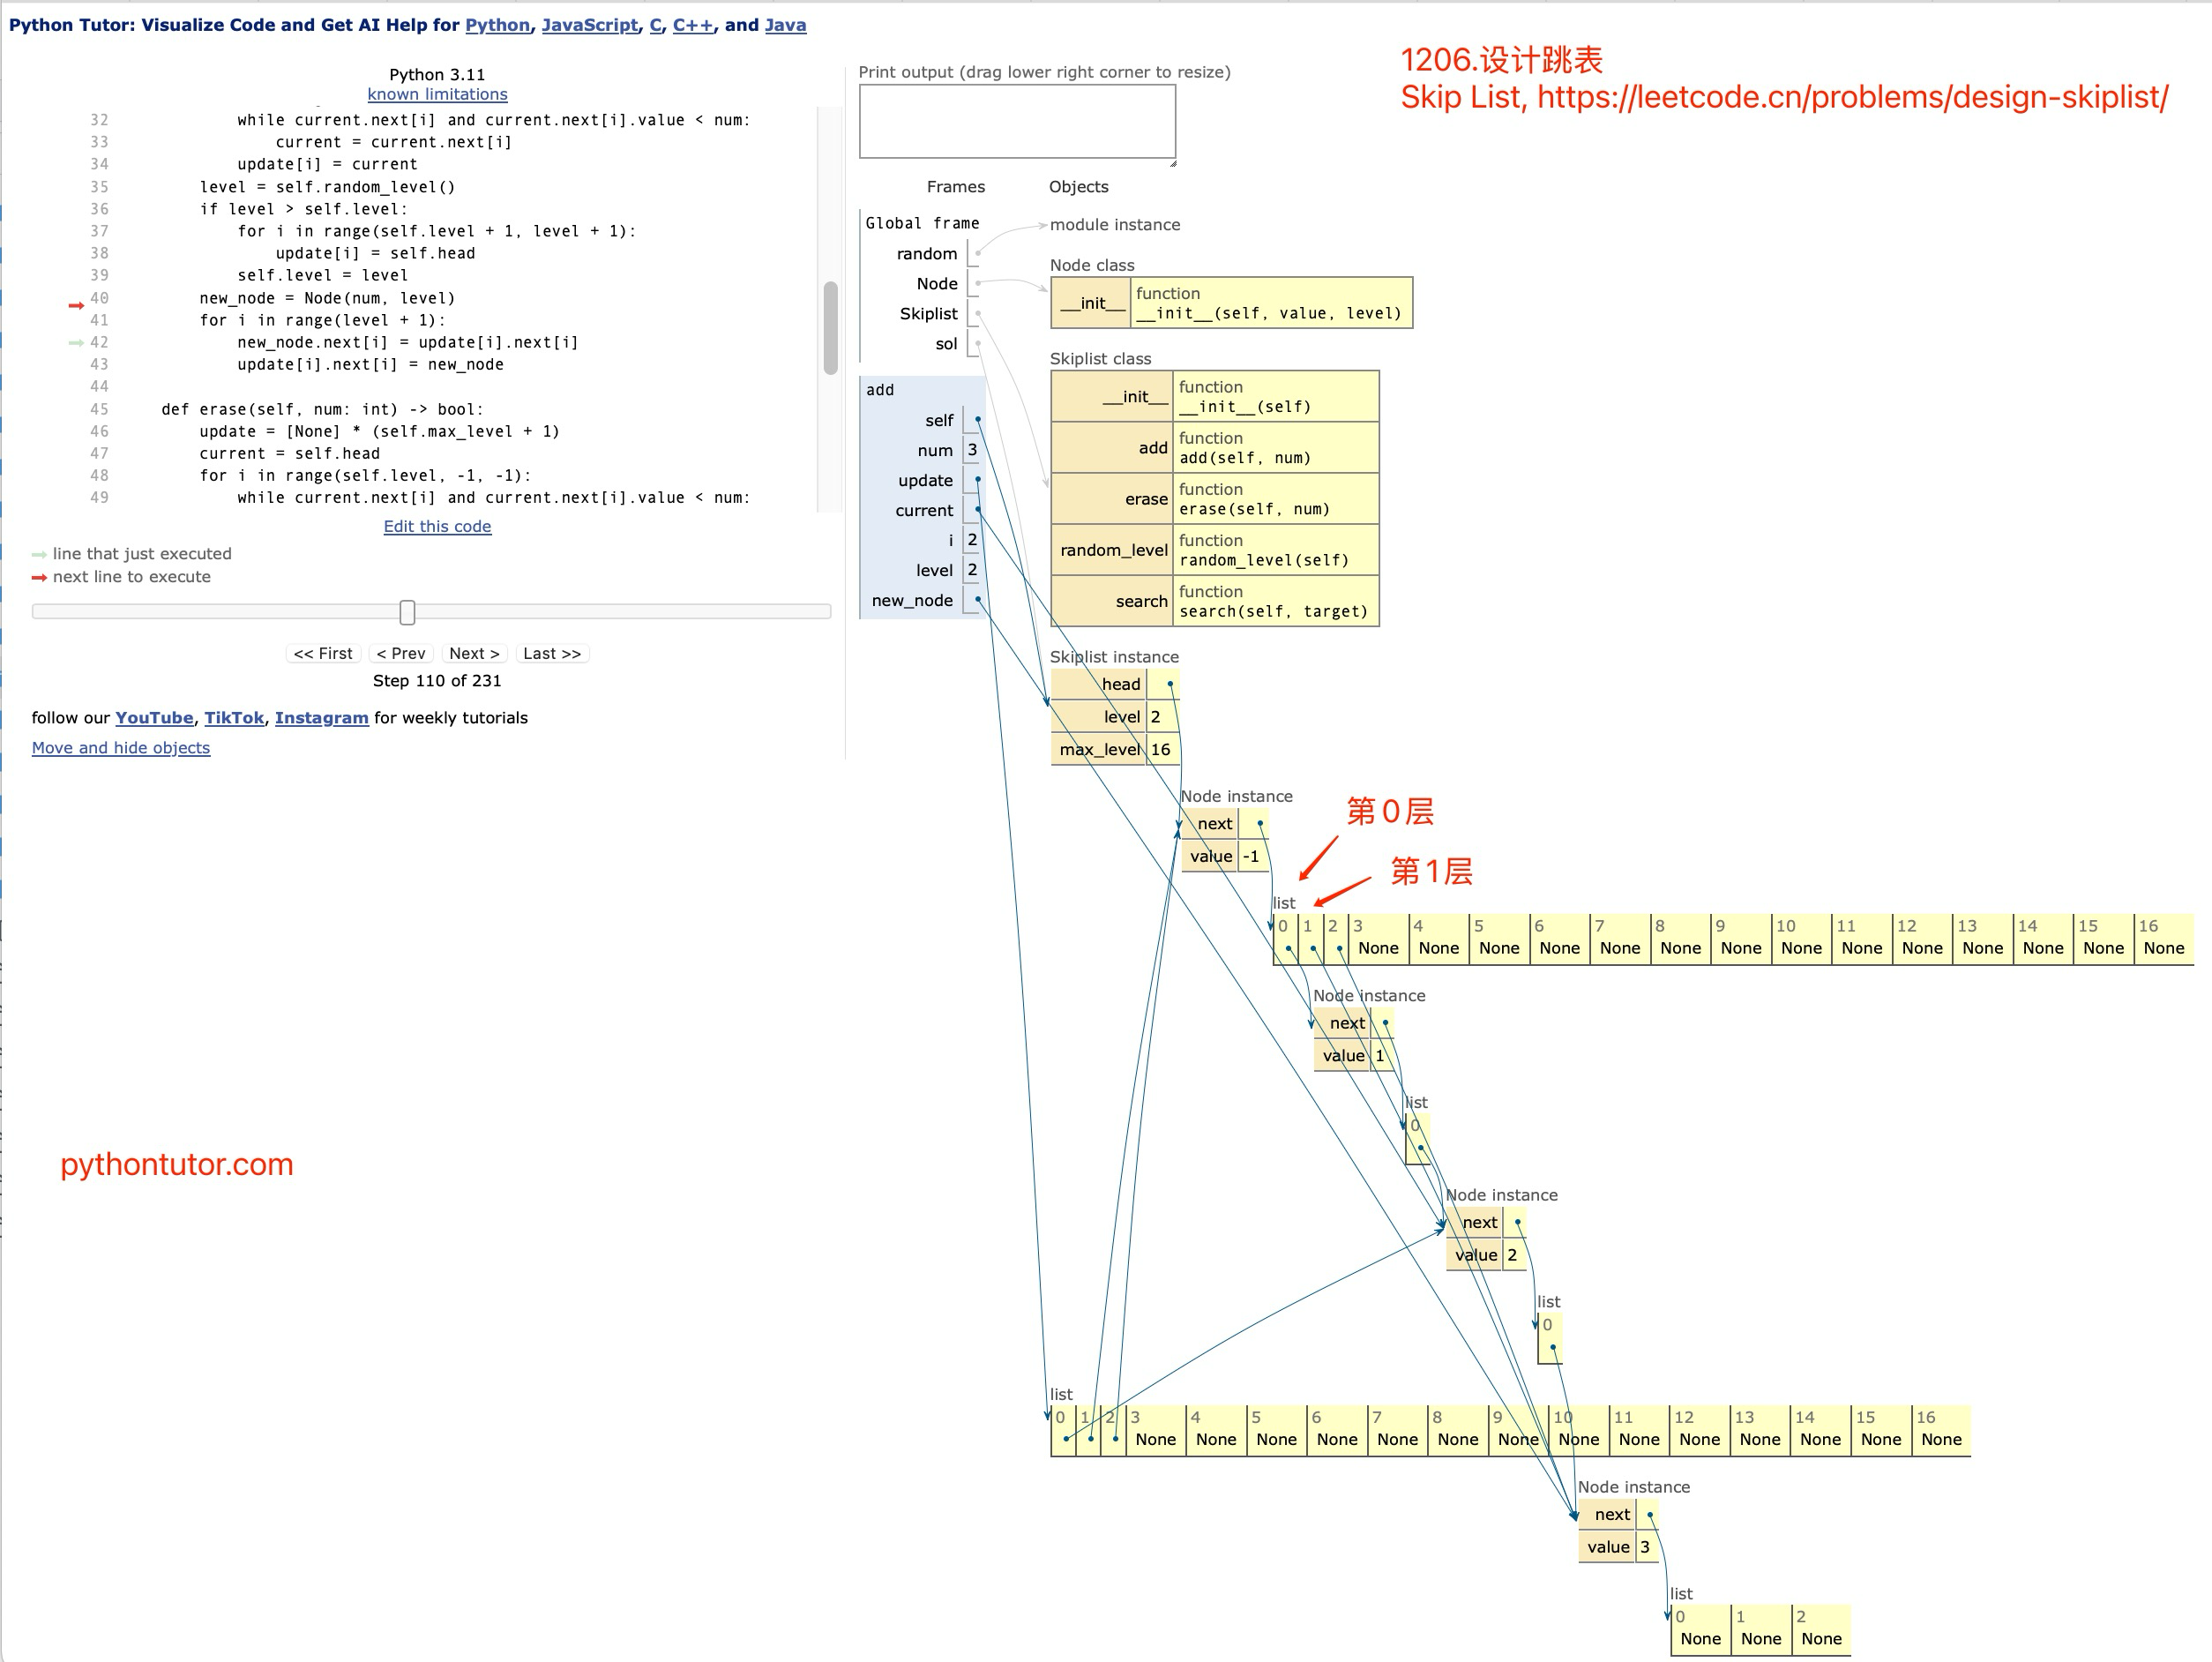 Python Tutor: Visualize Code and Get AI Help for Python, JavaScript, C, C++, and Java
1206.设计跳表
Skip List, https://leetcode.cn/problems/design-skiplist/
Python 3.11
known limitations
32 while current.next[i] and current.next[i].value < num:
33 current = current.next[i]
34 update[i] = current
35 level = self.random_level()
36 if level > self.level:
37 for i in range(self.level + 1, level + 1):
38 update[i] = self.head
39 self.level = level
40 new_node = Node(num, level)
41 for i in range(level + 1):
42 new_node.next[i] = update[i].next[i]
43 update[i].next[i] = new_node
44
45 def erase(self, num: int) -> bool:
46 update = [None] * (self.max_level + 1)
47 current = self.head
48 for i in range(self.level, -1, -1):
49 while current.next[i] and current.next[i].value < num:
Edit this code
line that just executed
next line to execute
<< First < Prev Next > Last >>
Step 110 of 231
follow our YouTube, TikTok, Instagram for weekly tutorials
Move and hide objects
pythontutor.com
Print output (drag lower right corner to resize)
Frames Objects
Global frame
random
Node
Skiplist
sol
add
self
num 3
update
current
i 2
level 2
new_node
module instance
Node class
__init__ function
__init__(self, value, level)
Skiplist class
__init__ function
__init__(self)
add function
add(self, num)
erase function
erase(self, num)
random_level function
random_level(self)
search function
search(self, target)
Skiplist instance
head
level 2
max_level 16
Node instance
next
value -1
第0层
第1层
list
0 1 2 3 4 5 6 7 8 9 10 11 12 13 14 15 16
None None None None None None None None None None None None None None
Node instance
next
value 1
list
0
Node instance
next
value 2
list
0
list
0 1 2 3 4 5 6 7 8 9 10 11 12 13 14 15 16
None None None None None None None None None None None None None None
Node instance
next
value 3
list
0 1 2
None None None